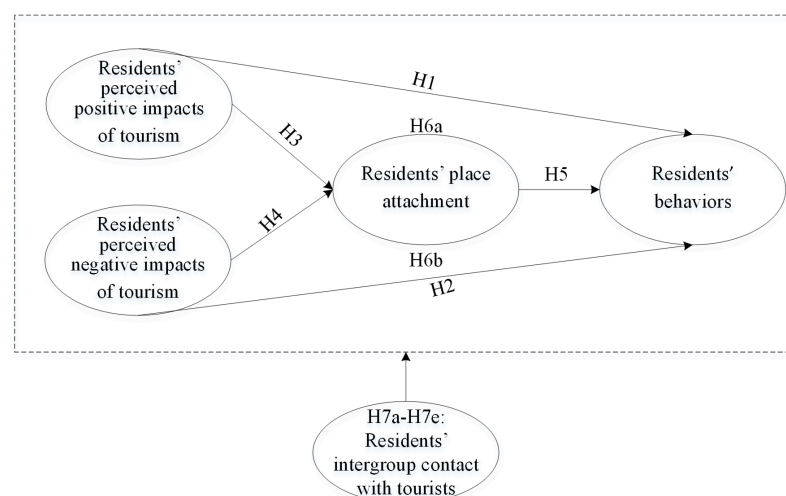 Residents’
perceived
positive impacts
of tourism
H1
H3
H6a
Residents’ place
attachment
H5
Residents’
behaviors
Residents’
perceived
negative impacts
of tourism
H4
H6b
H2
H7a-H7e:
Residents’
intergroup contact
with tourists